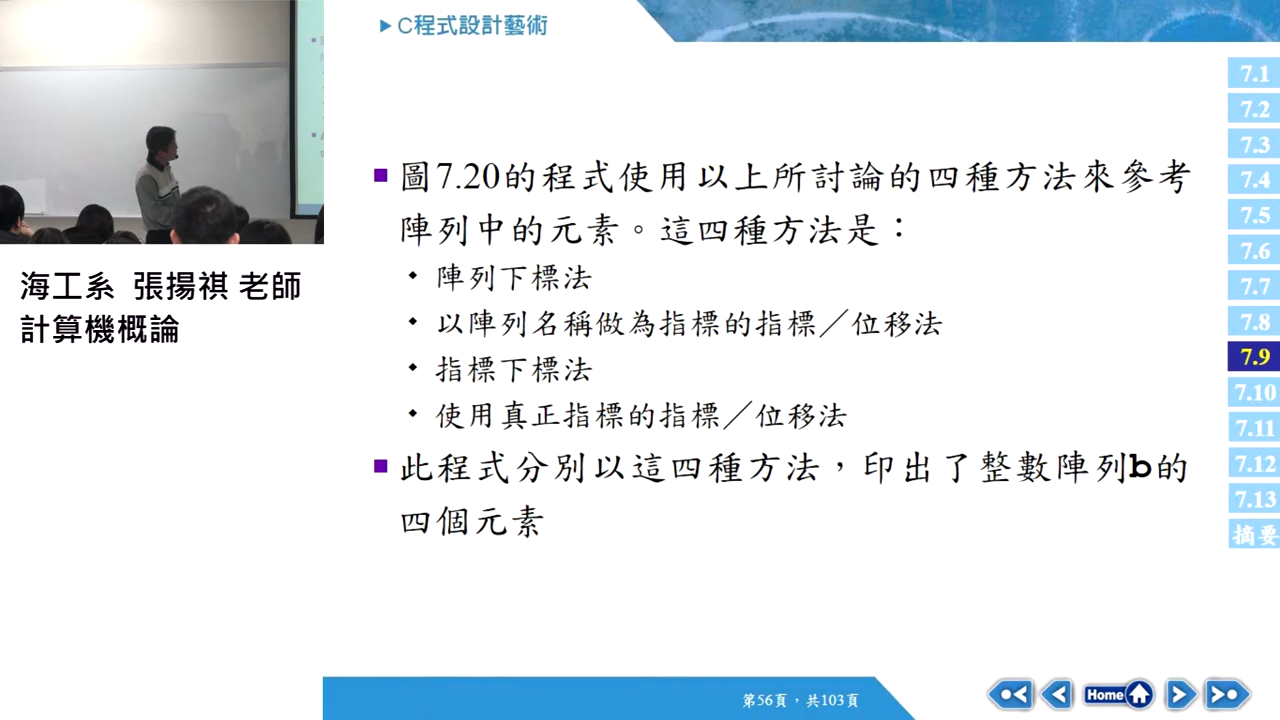 C程式設計藝術
海工系 張揚祺 老師
計算機概論
圖7.20的程式使用以上所討論的四種方法來參考
陣列中的元素。這四種方法是：
陣列下標法
以陣列名稱做為指標的指標／位移法
指標下標法
使用真正指標的指標／位移法
此程式分別以這四種方法，印出了整數陣列b的
四個元素
7.1
7.2
7.3
7.4
7.5
7.6
7.7
7.8
7.9
7.10
7.11
7.12
7.13
摘要
第56頁，共103頁
Home